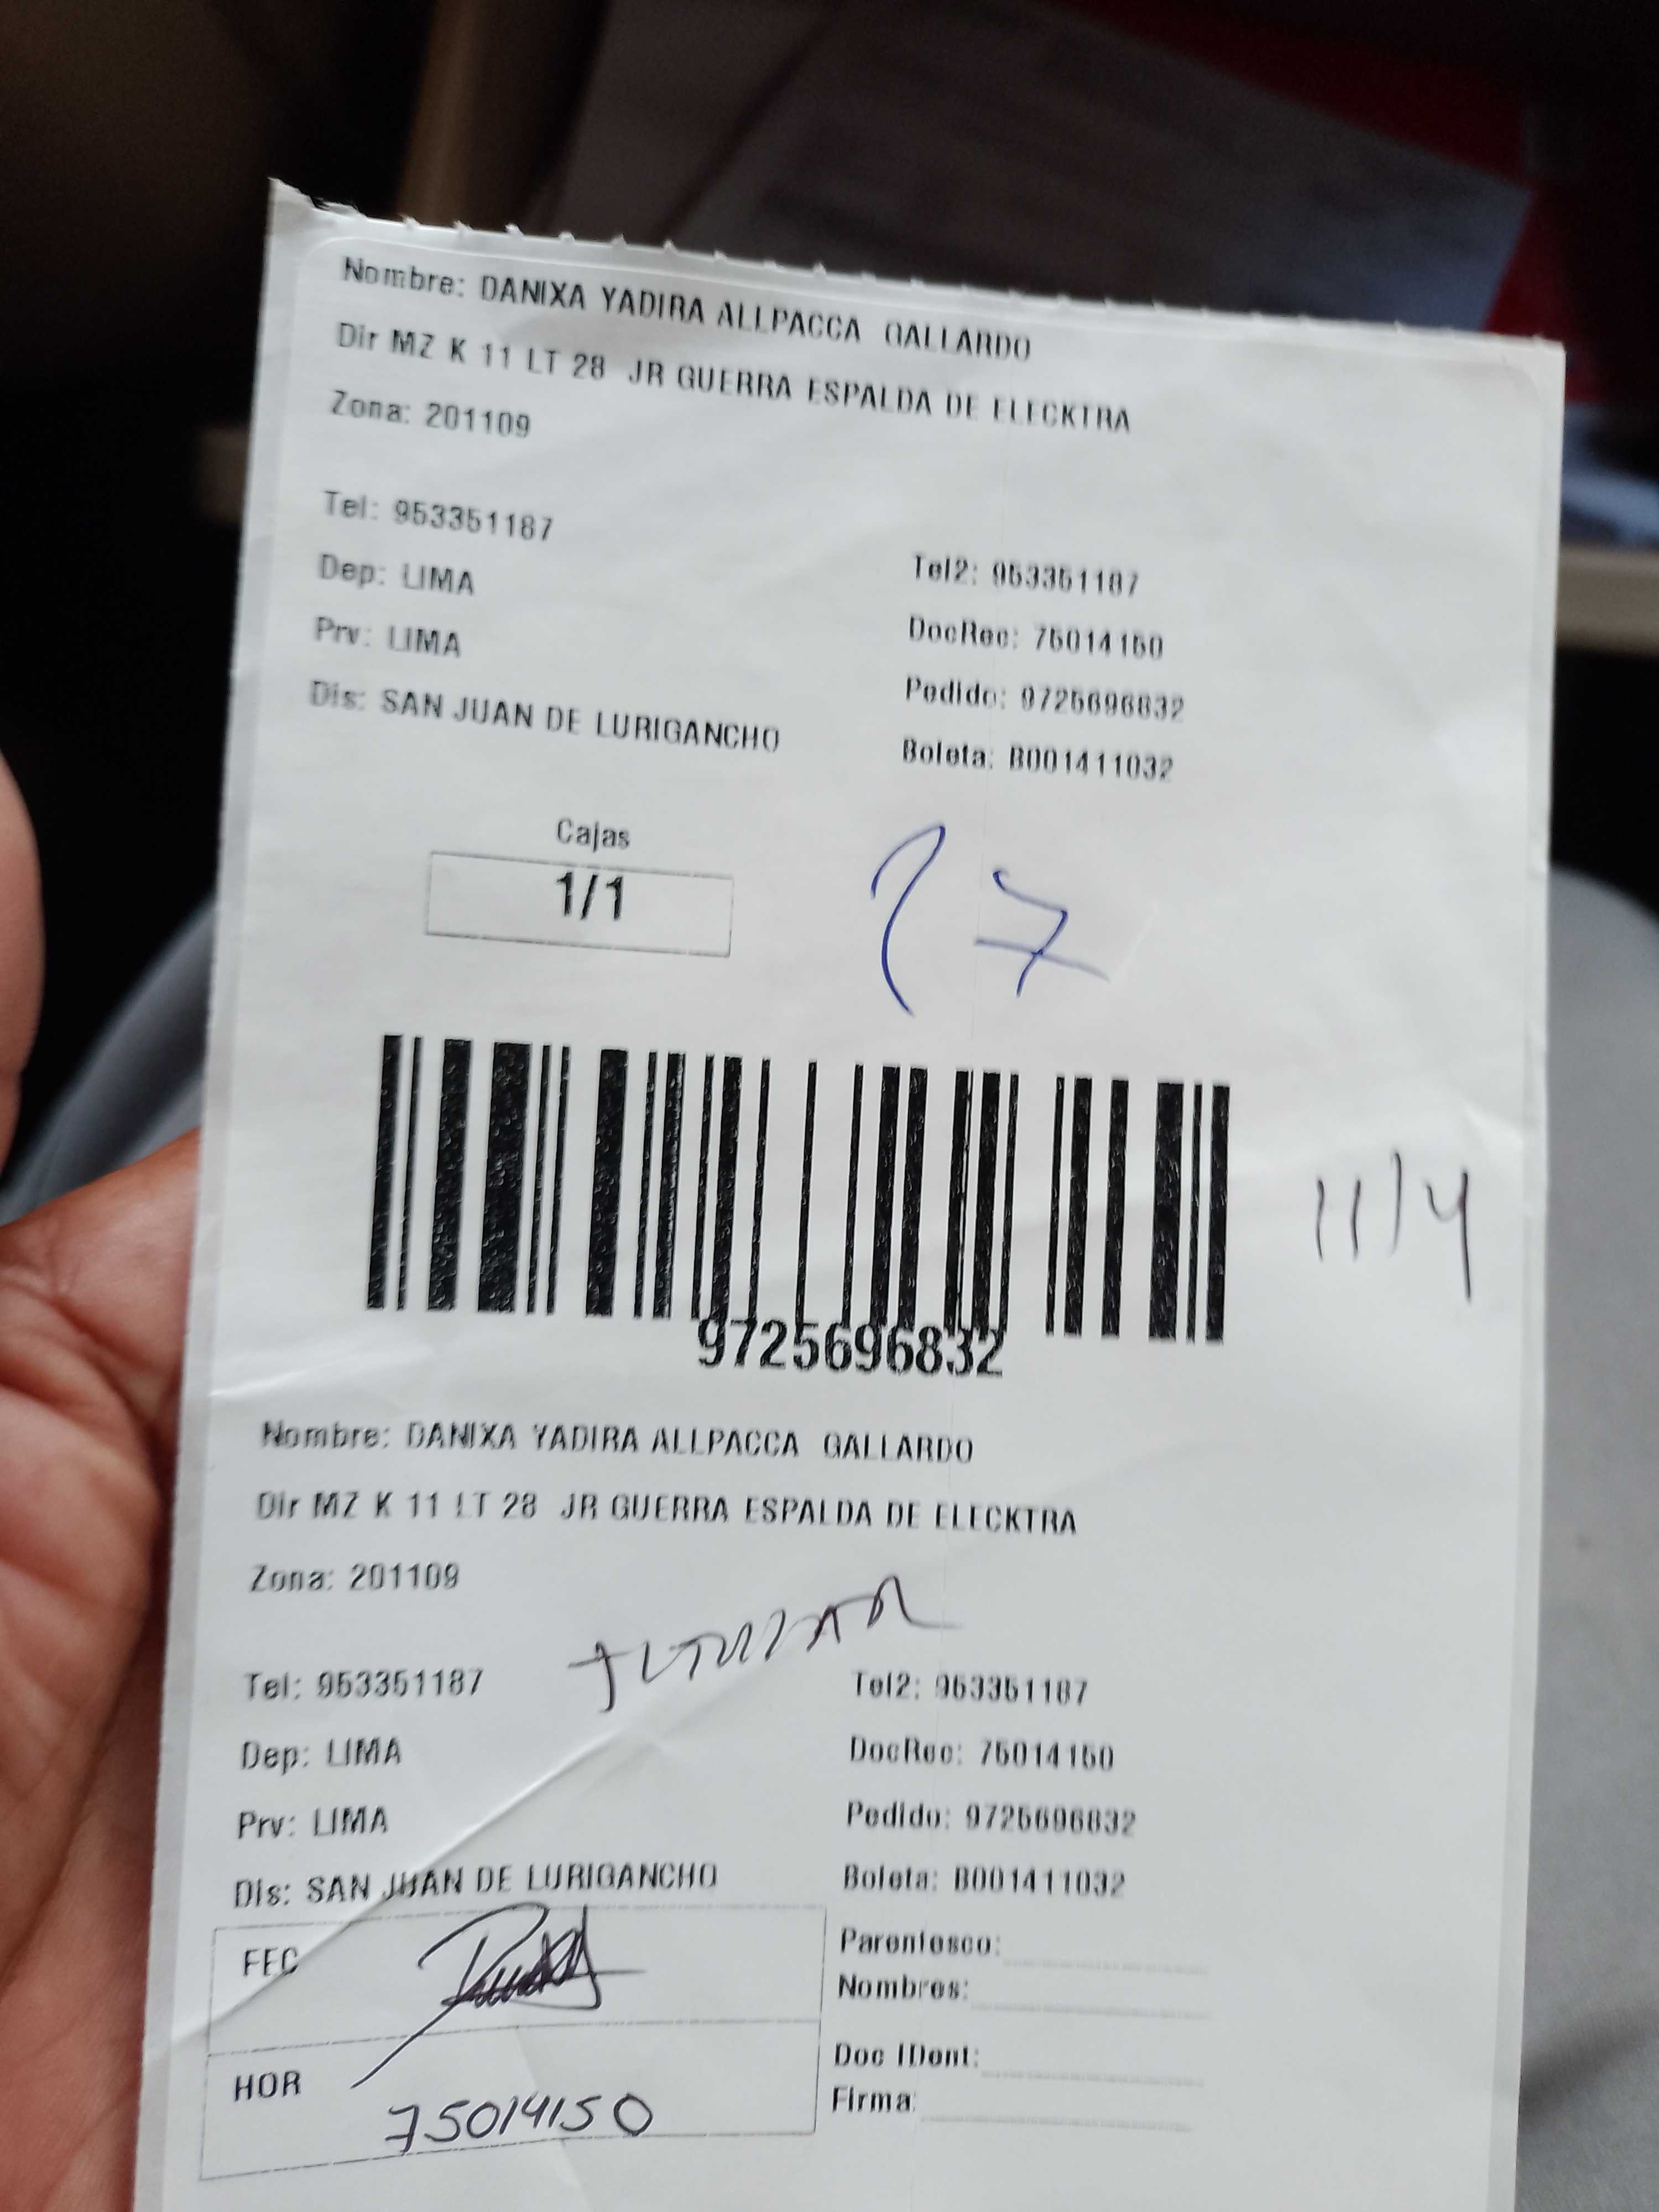 Nombre: DANIXA YADIRA ALLPACCA GALLARDO
Dir MZ K 11 LT 28 JR GUERRA ESPALDA DE ELECKTRA
Zona: 201109
Tel: 953351187
Tel2: 953351187
Dep: LIMA
DocRec: 75014150
Prv: LIMA
Pedido: 9725696832
Dis: SAN JUAN DE LURIGANCHO
Boleta: B001411032
Cajas
1/1
7
11/4
9725696832
Nombre: DANIXA YADIRA ALLPACCA GALLARDO
Dir MZ K 11 LT 28 JR GUERRA ESPALDA DE ELECKTRA
Zona: 201109
Tel: 953351187
Tel2: 953351187
Dep: LIMA
DocRec: 75014150
Prv: LIMA
Pedido: 9725696832
Dis: SAN JUAN DE LURIGANCHO
Boleta: B001411032
FEC
Parentesco:
Nombres:
HOR
Doc IDent:
Firma:
75014150